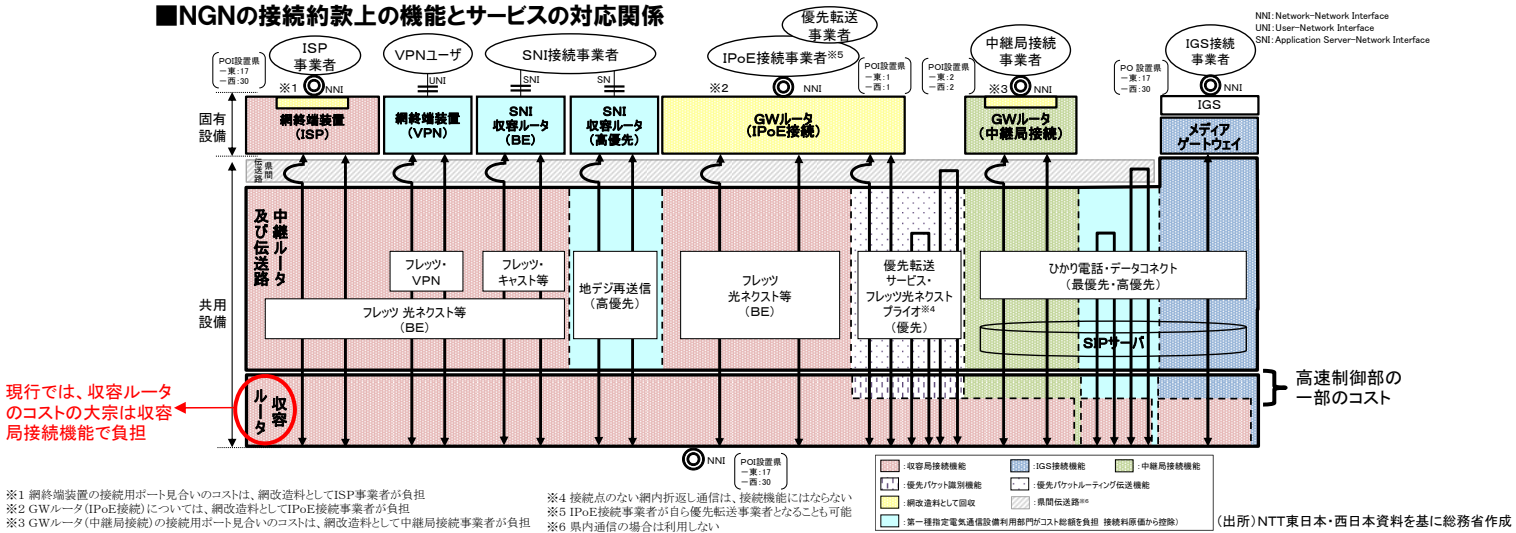 ■NGNの接続約款上の機能とサービスの対応関係
NNI:Network-Network Interface
UNI:User-Network Interface
SNI:Application Server-Network Interface
POI設置県
－東:17
－西:30
ISP
事業者
※1
NNI
VPNユーザ
UNI
SNI接続事業者
SNI
SN
優先転送
事業者
IPoE接続事業者※5
※2
NNI
POI設置県
－東:1
－西:1
POI設置県
－東:2
－西:2
中継局接続
事業者
※3
NNI
PO 設置県
－東:17
－西:30
IGS接続
事業者
NNI
固有
設備
網終端装置
(ISP)
網終端装置
(VPN)
SNI
収容ルータ
(BE)
SNI
収容ルータ
(高優先)
GWルータ
(IPoE接続)
GWルータ
(中継局接続)
IGS
メディア
ゲートウェイ
県間
伝送路
共用
設備
中継ルータ
及び伝送路
フレッツ・
VPN
フレッツ・
キャスト等
フレッツ 光ネクスト等
(BE)
地デジ再送信
(高優先)
フレッツ
光ネクスト等
(BE)
優先転送
サービス・
フレッツ光ネクスト
プライオ※4
(優先)
ひかり電話・データコネクト
(最優先・高優先)
SIPサーバ
現行では、収容ルータ
のコストの大宗は収容
局接続機能で負担
収容
ルータ
高速制御部の
一部のコスト
NNI
POI設置県
－東:17
－西:30
:収容局接続機能
:IGS接続機能
:中継局接続機能
:優先パケット識別機能
:優先パケットルーティング伝送機能
:網改造料として回収
:県間伝送路※6
:第一種指定電気通信設備利用部門がコスト総額を負担 接続料原価から控除)
※1 網終端装置の接続用ポート見合いのコストは、網改造料としてISP事業者が負担
※2 GWルータ(IPoE接続)については、網改造料としてIPoE接続事業者が負担
※3 GWルータ(中継局接続)の接続用ポート見合いのコストは、網改造料として中継局接続事業者が負担
※4 接続点のない網内折返し通信は、接続機能にはならない
※5 IPoE接続事業者が自ら優先転送事業者となることも可能
※6 県内通信の場合は利用しない
(出所)NTT東日本・西日本資料を基に総務省作成